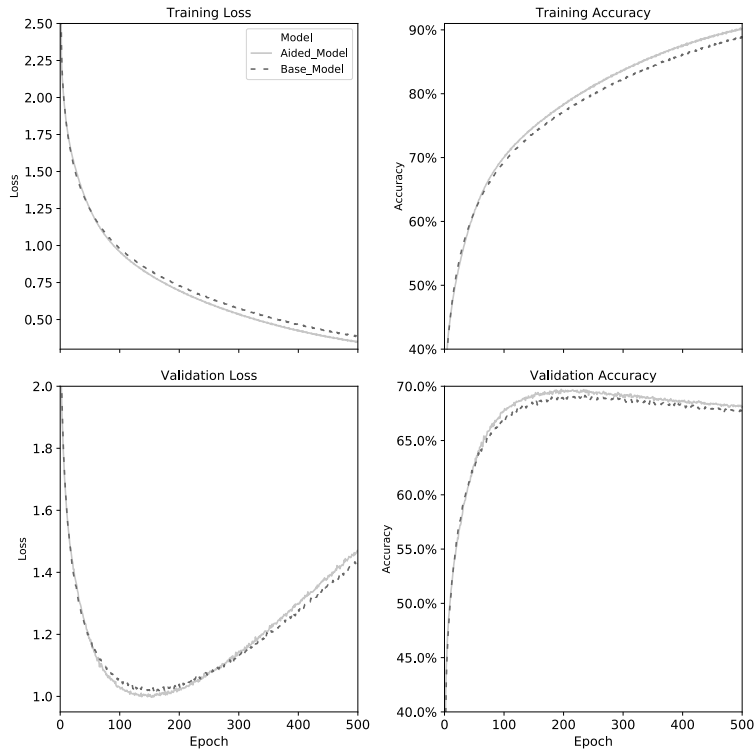 Training Loss
2.50
2.25
2.00
1.75
1.50
1.25
1.00
0.75
0.50
Loss
Model
Aided_Model
Base_Model
Training Accuracy
90%
80%
70%
60%
50%
40%
Accuracy
Validation Loss
2.0
1.8
1.6
1.4
1.2
1.0
Loss
0 100 200 300 400 500
Epoch
Validation Accuracy
70.0%
65.0%
60.0%
55.0%
50.0%
45.0%
40.0%
Accuracy
0 100 200 300 400 500
Epoch